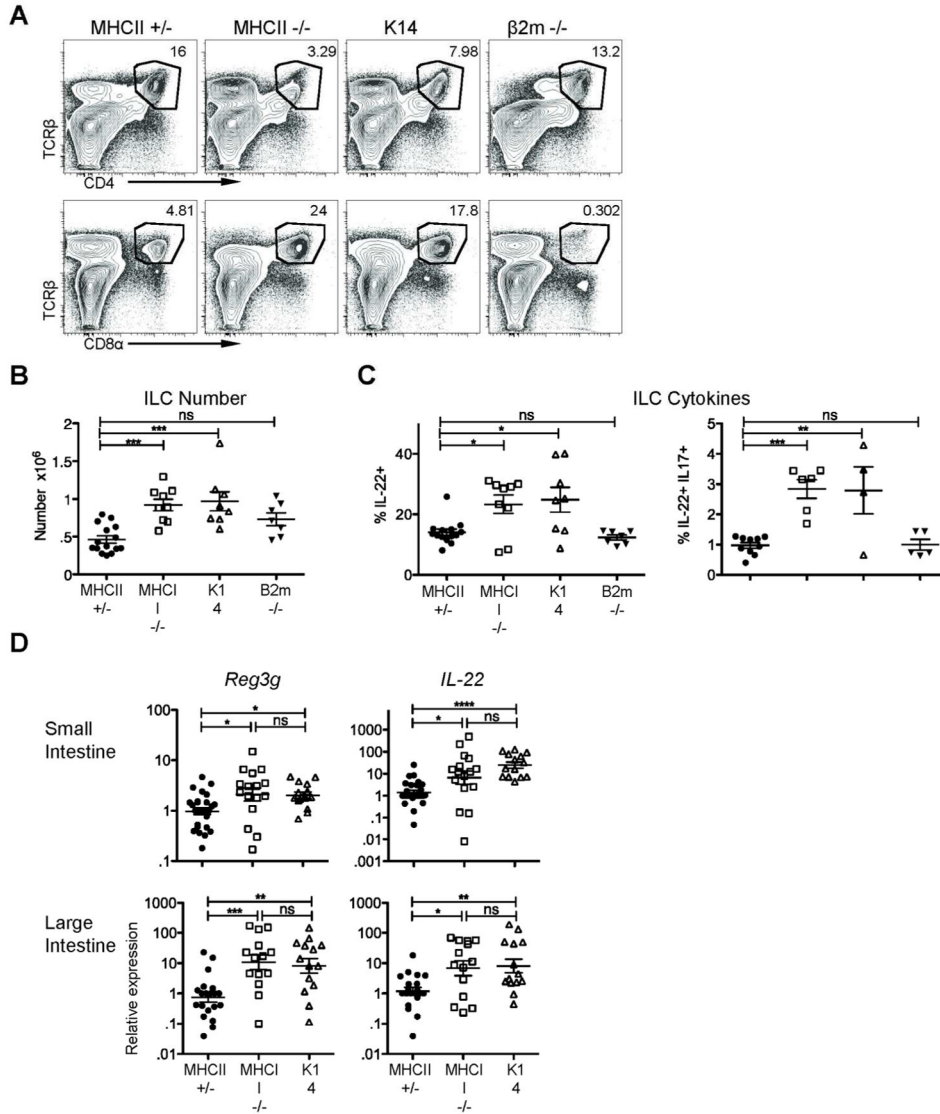 A
MHCII +/- MHCII -/- K14 β2m -/-
16 3.29 7.98 13.2
TCRβ
CD4
4.81 24 17.8 0.302
TCRβ
CD8α
B
ILC Number
ns
***
***
Number x10⁶
2
1.5
1
.5
0
MHCII MHCI K1 B2m
+/- I 4 -/-
-/-
C
ILC Cytokines
ns
*
*
% IL-22+
40
20
0
MHCII MHCI K1 B2m
+/- I 4 -/-
-/-
ns
**
***
% IL-22+ IL17+
5
4
3
2
1
0
D
Reg3g IL-22
Small
Intestine
*
* ns
100
10
1
.1
****
* ns
1000
100
10
1
.1
.01
.001
Large
Intestine
Relative expression
**
*** ns
1000
100
10
1
.1
.01
MHCII MHCI K1
+/- I 4
-/-
**
* ns
1000
100
10
1
.1
.01
MHCII MHCI K1
+/- I 4
-/-